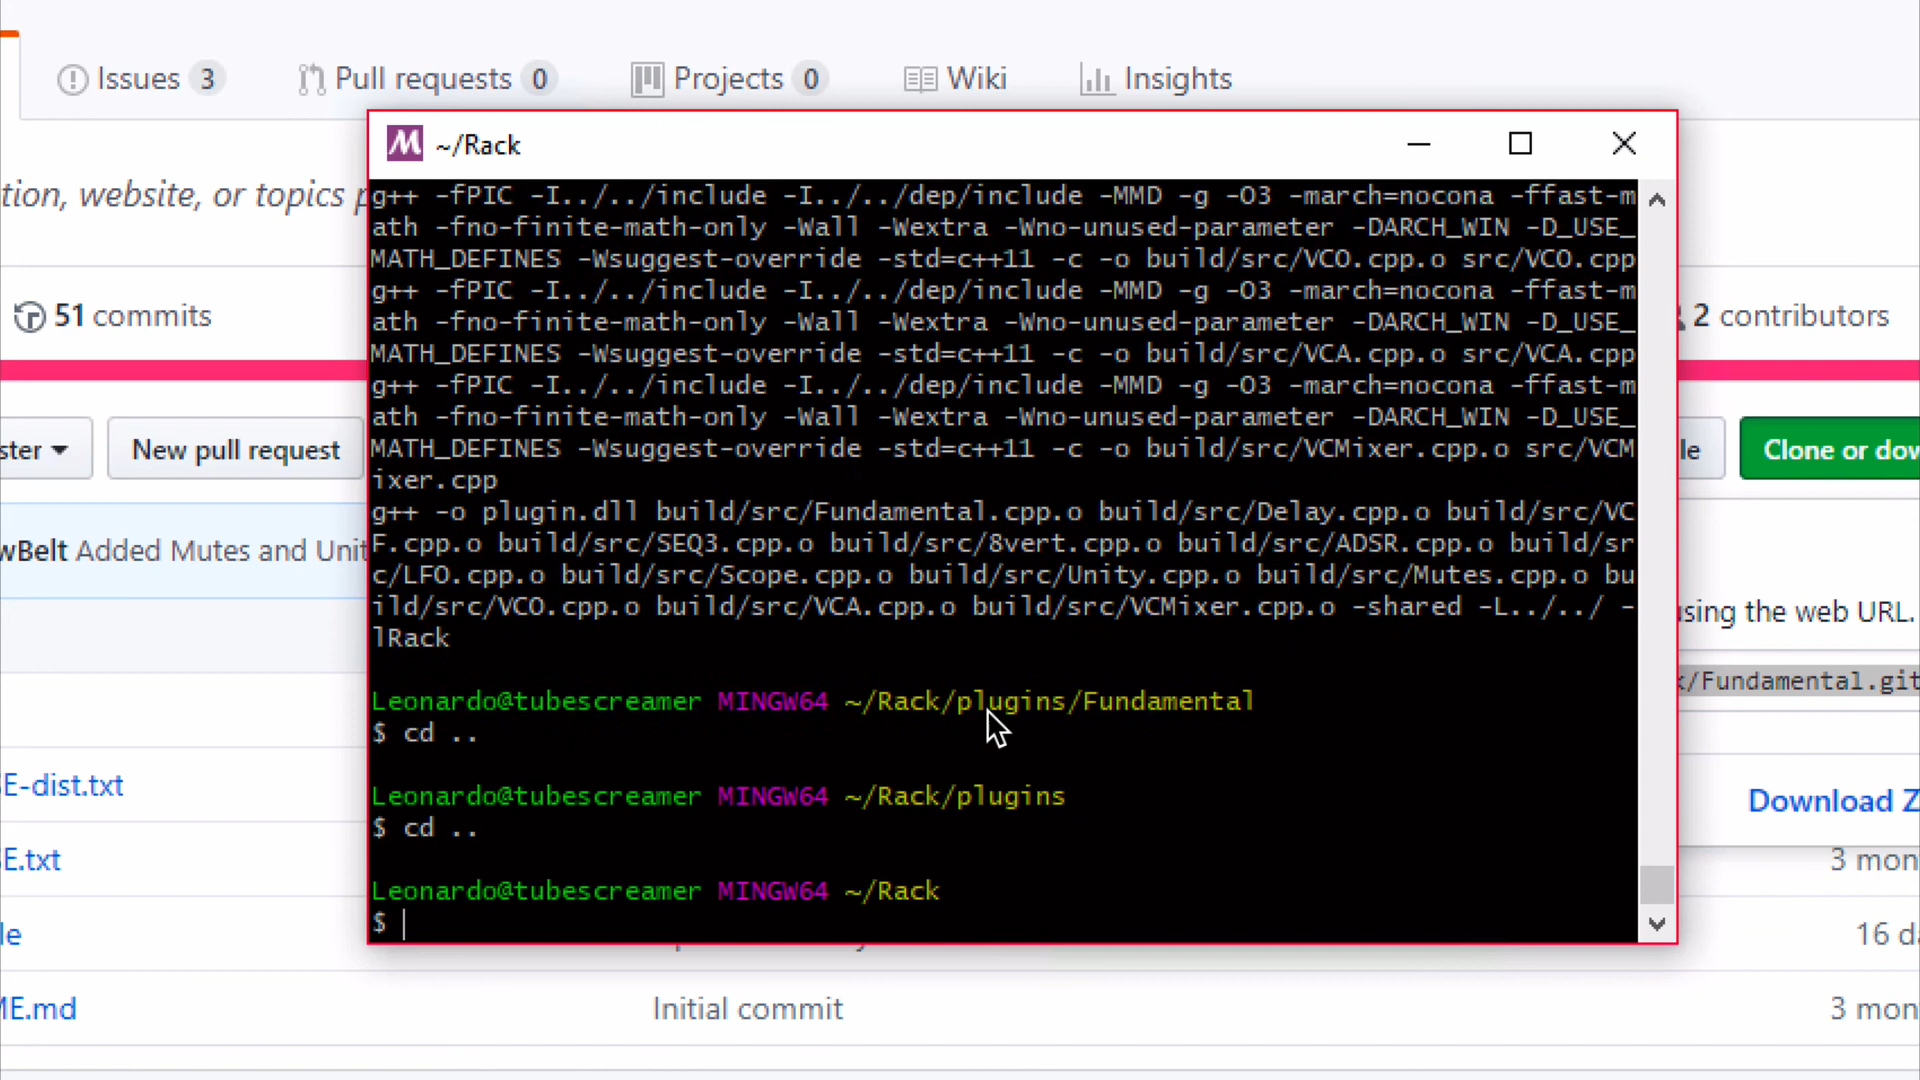 Issues 3 Pull requests 0 Projects 0 Wiki Insights
~/Rack
tion, website, or topics
g++ -fPIC -I../../include -I../../dep/include -MMD -g -O3 -march=nocona -ffast-m
ath -fno-finite-math-only -Wall -Wextra -Wno-unused-parameter -DARCH_WIN -D_USE_
MATH_DEFINES -Wsuggest-override -std=c++11 -c -o build/src/VCO.cpp.o src/VCO.cpp
g++ -fPIC -I../../include -I../../dep/include -MMD -g -O3 -march=nocona -ffast-m
ath -fno-finite-math-only -Wall -Wextra -Wno-unused-parameter -DARCH_WIN -D_USE_
MATH_DEFINES -Wsuggest-override -std=c++11 -c -o build/src/VCA.cpp.o src/VCA.cpp
g++ -fPIC -I../../include -I../../dep/include -MMD -g -O3 -march=nocona -ffast-m
ath -fno-finite-math-only -Wall -Wextra -Wno-unused-parameter -DARCH_WIN -D_USE_
MATH_DEFINES -Wsuggest-override -std=c++11 -c -o build/src/VCMixer.cpp.o src/VCM
ixer.cpp
g++ -o plugin.dll build/src/Fundamental.cpp.o build/src/Delay.cpp.o build/src/VC
F.cpp.o build/src/SEQ3.cpp.o build/src/8vert.cpp.o build/src/ADSR.cpp.o build/sr
c/LFO.cpp.o build/src/Scope.cpp.o build/src/Unity.cpp.o build/src/Mutes.cpp.o bu
ild/src/VCO.cpp.o build/src/VCA.cpp.o build/src/VCMixer.cpp.o -shared -L../../ -
lRack
Leonardo@tubescreamer MINGW64 ~/Rack/plugins/Fundamental
$ cd ..
Leonardo@tubescreamer MINGW64 ~/Rack/plugins
$ cd ..
Leonardo@tubescreamer MINGW64 ~/Rack
$
51 commits
2 contributors
ster New pull request
le
Clone or dow
wBelt Added Mutes and Unit
using the web URL.
k/Fundamental.git
Download Z
E-dist.txt
E.txt
3 mon
le
16 da
ME.md Initial commit 3 mon